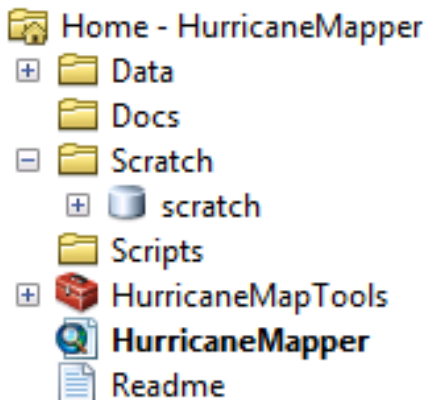 Home - HurricaneMapper
Data
Docs
Scratch
scratch
Scripts
HurricaneMapTools
HurricaneMapper
Readme